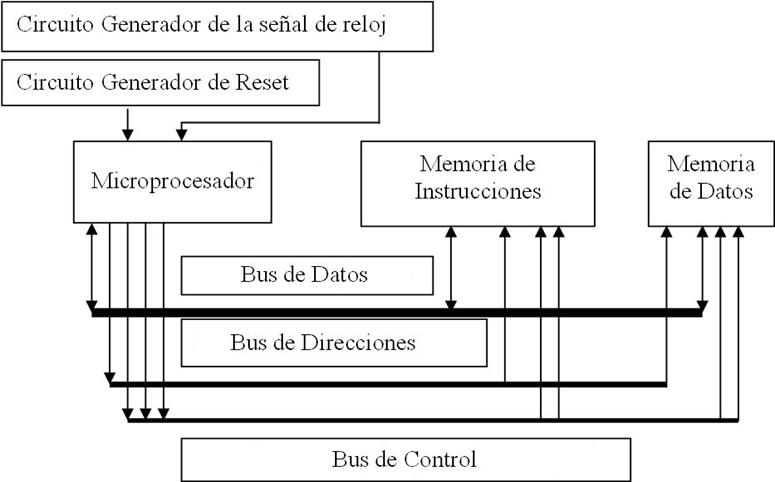 Circuito Generador de la señal de reloj
Circuito Generador de Reset
Microprocesador
Memoria de
Instrucciones
Memoria
de Datos
Bus de Datos
Bus de Direcciones
Bus de Control